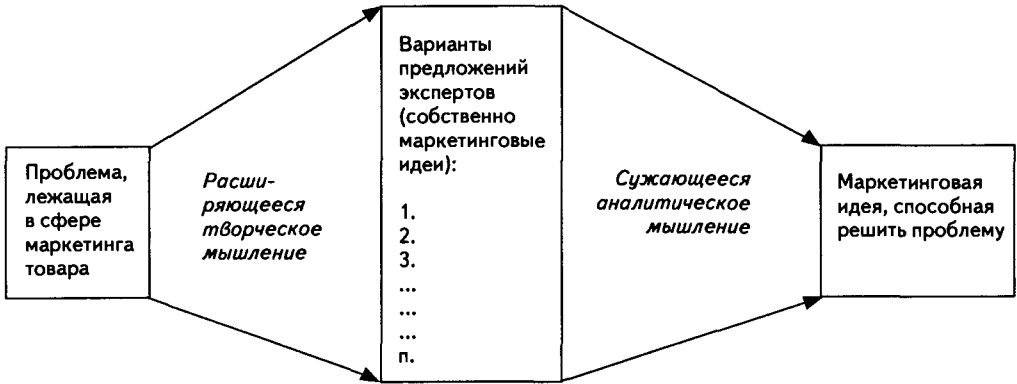 Проблема,
лежащая
в сфере
маркетинга
товара
Расши-
ряющееся
творческое
мышление
Варианты
предложений
экспертов
(собственно
маркетинговые
идеи):
1.
2.
3.
...
...
...
п.
Сужающееся
аналитическое
мышление
Маркетинговая
идея, способная
решить проблему